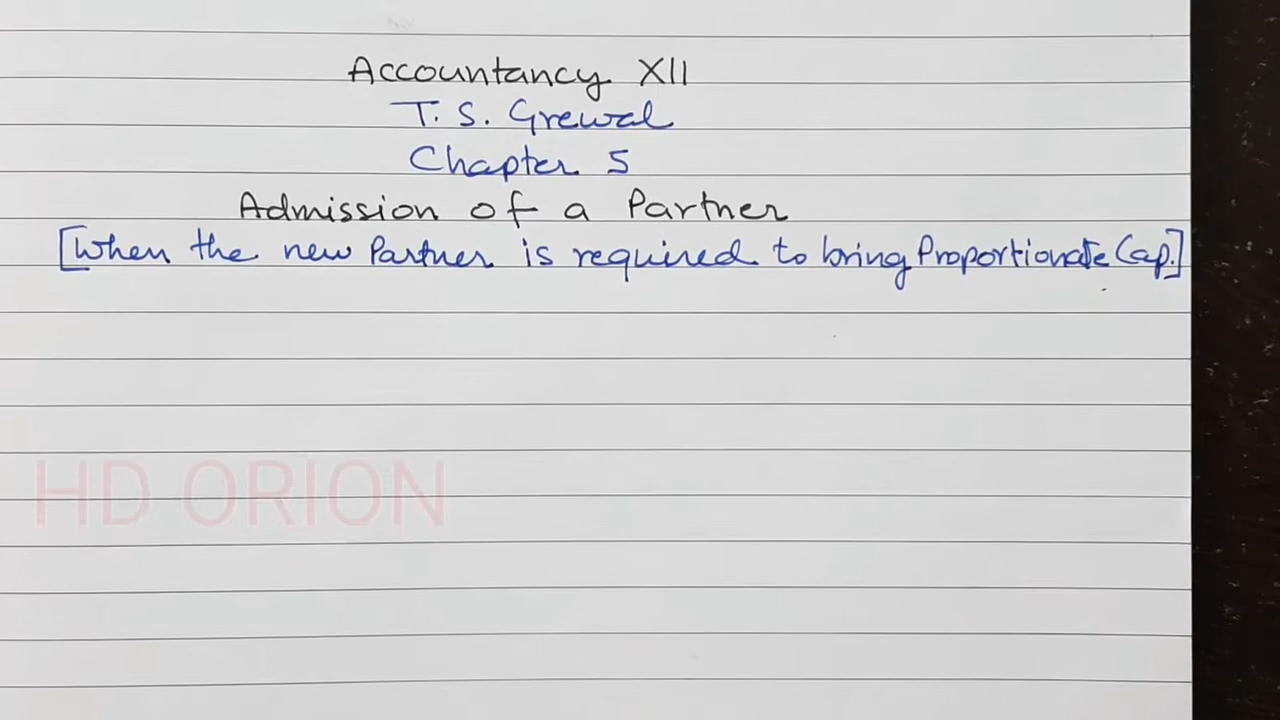 Accountancy XII
T. S. Grewal
Chapter 5
Admission of a Partner
[When the new Partner is required to bring Proportionate Cap.]
HD ORION